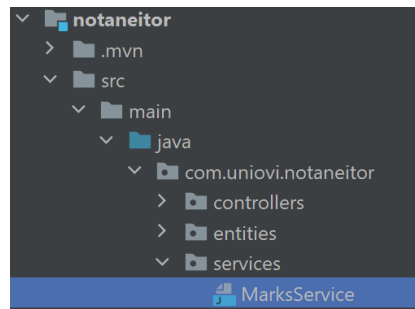 notaneitor
.mvn
src
main
java
com.uniovi.notaneitor
controllers
entities
services
MarksService